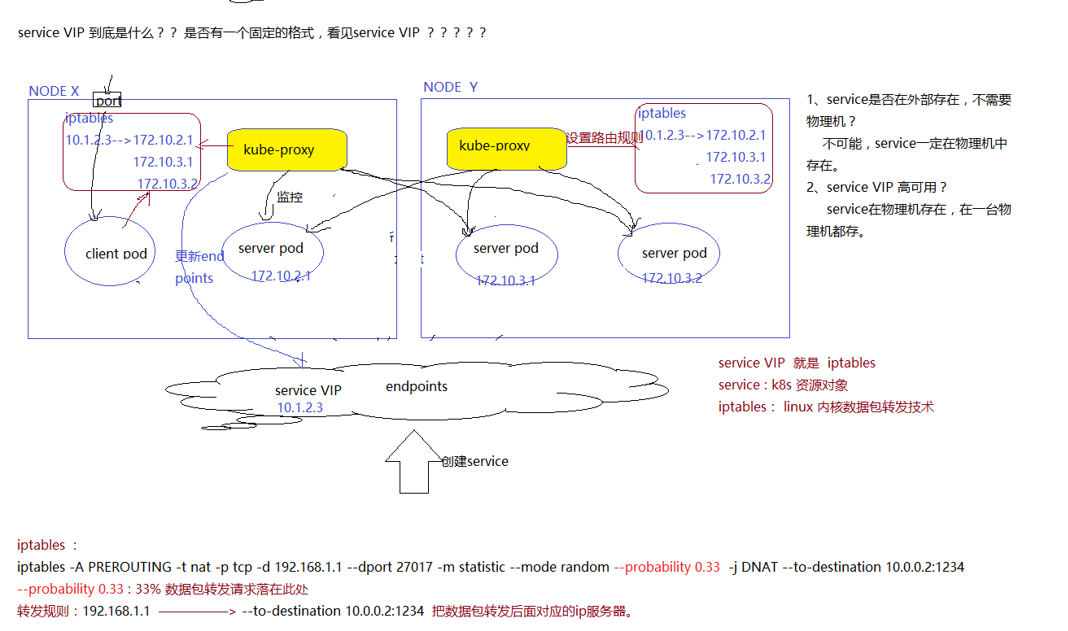 service VIP 到底是什么？？ 是否有一个固定的格式，看见service VIP ？？？？？
NODE X
port
iptables
10.1.2.3-->172.10.2.1
172.10.3.1
172.10.3.2
kube-proxy
监控
client pod
更新end
points
server pod
172.10.2.1
NODE Y
kube-proxy
设置路由规则
iptables
10.1.2.3-->172.10.2.1
172.10.3.1
172.10.3.2
server pod
172.10.3.1
server pod
172.10.3.2
1、service是否在外部存在，不需要
物理机？
不可能，service一定在物理机中
存在。
2、service VIP 高可用？
service在物理机存在，在一台物
理机都存。
service VIP
10.1.2.3
endpoints
service VIP 就是 iptables
service : k8s 资源对象
iptables： linux 内核数据包转发技术
创建service
iptables ：
iptables -A PREROUTING -t nat -p tcp -d 192.168.1.1 --dport 27017 -m statistic --mode random --probability 0.33 -j DNAT --to-destination 10.0.0.2:1234
--probability 0.33 : 33% 数据包转发请求落在此处
转发规则：192.168.1.1 ————> --to-destination 10.0.0.2:1234 把数据包转发后面对应的ip服务器。